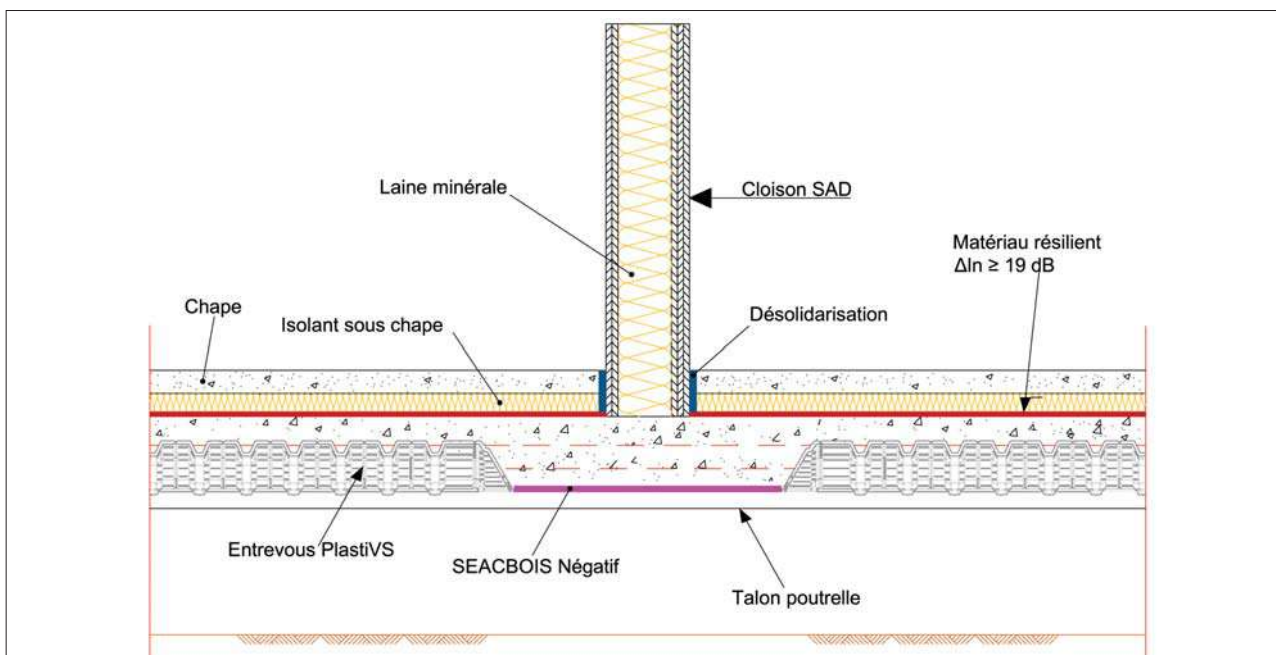 Laine minérale
Cloison SAD
Matériau résilient
∆ln ≥ 19 dB
Chape
Isolant sous chape
Désolidarisation
Entrevous PlastiVS
SEACBOIS Négatif
Talon poutrelle